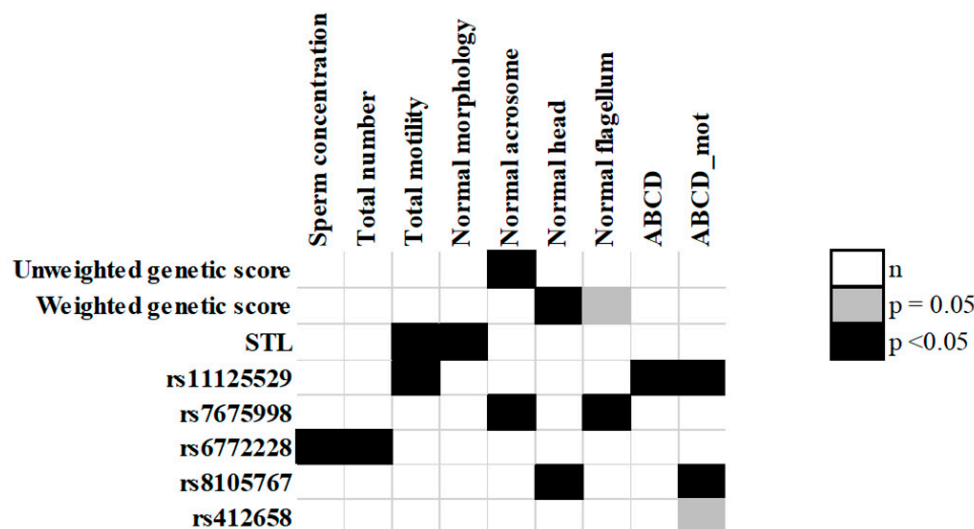 Sperm concentration
Total number
Total motility
Normal morphology
Normal acrosome
Normal head
Normal flagellum
ABCD
ABCD_mot
Unweighted genetic score
Weighted genetic score
STL
rs11125529
rs7675998
rs6772228
rs8105767
rs412658
n
p = 0.05
p <0.05